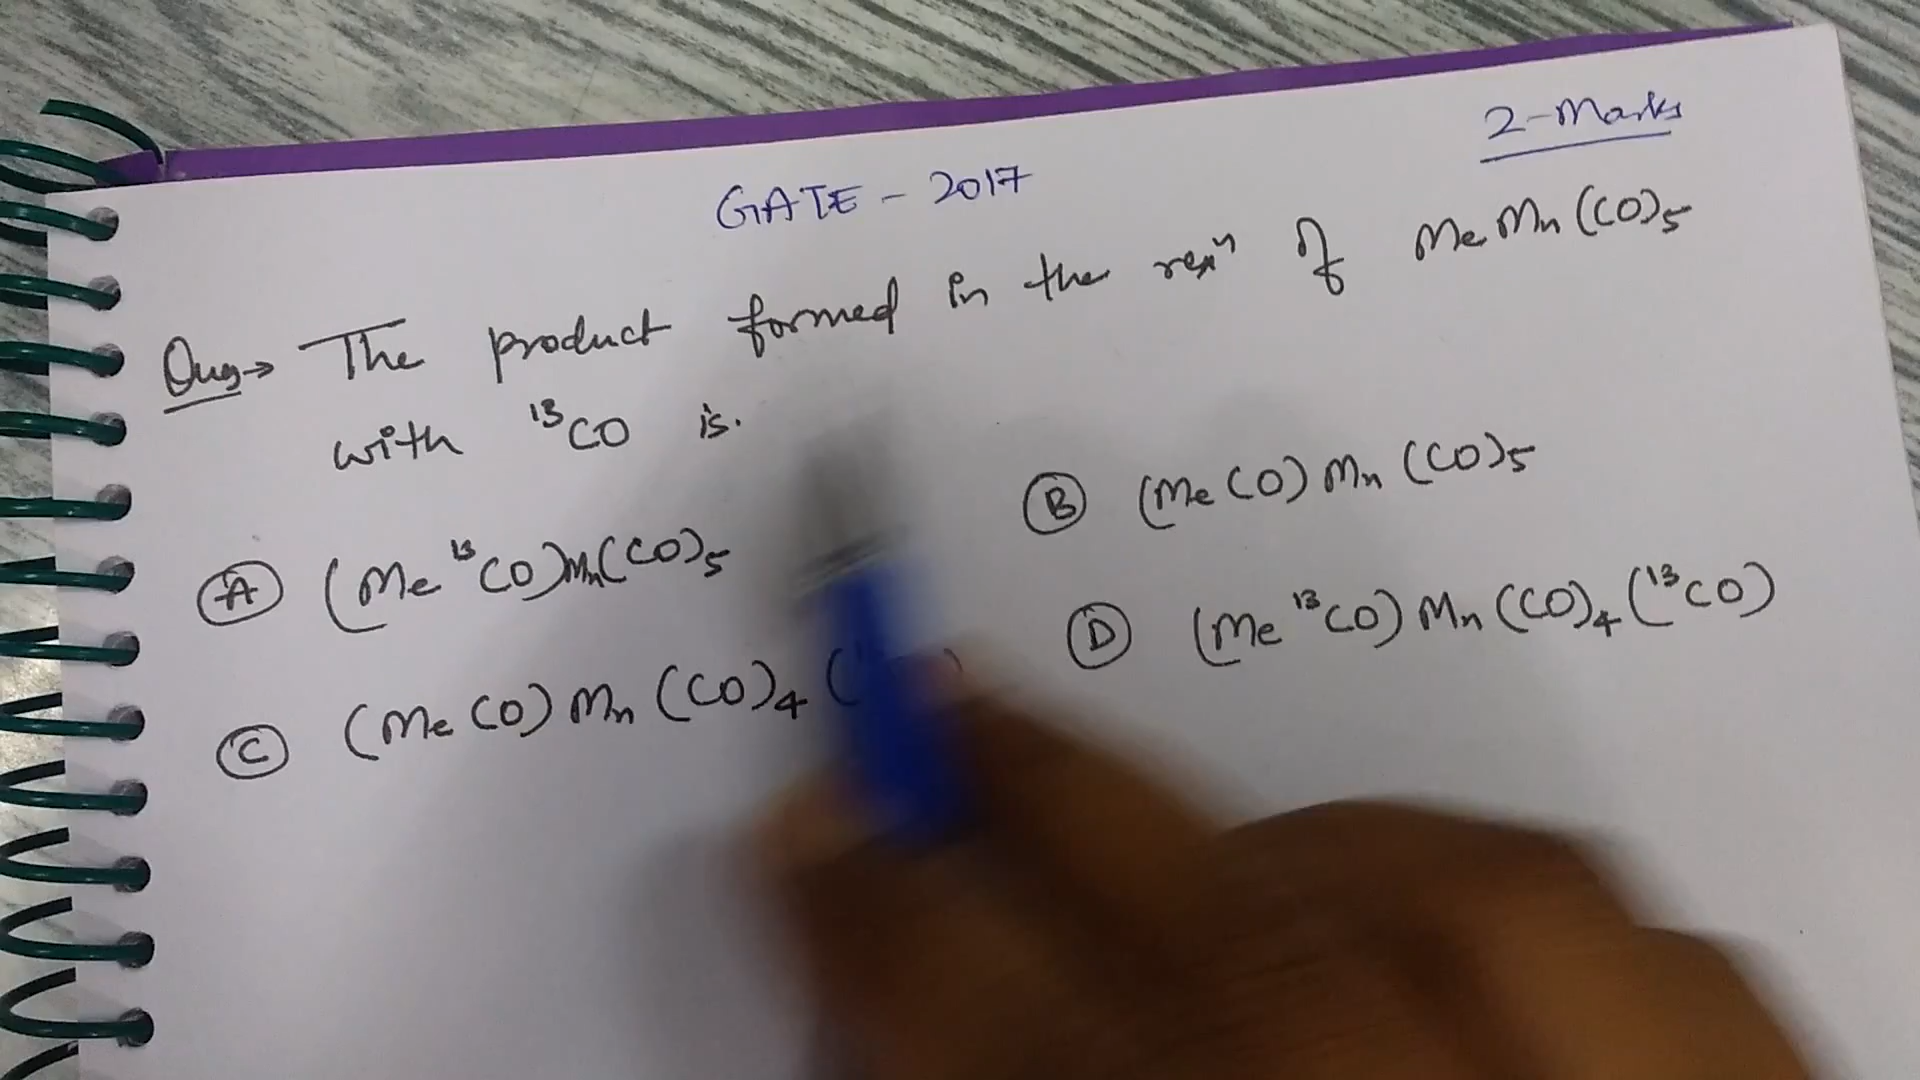 2-Marks
GATE - 2017
Ques→ The product formed in the rexⁿ of MeMn(CO)₅
with ¹³CO is.
Ⓐ (Me¹³CO)Mn(CO)₅
Ⓑ (MeCO)Mn(CO)₅
Ⓒ (MeCO)Mn(CO)₄(
Ⓓ (Me¹³CO)Mn(CO)₄(¹³CO)